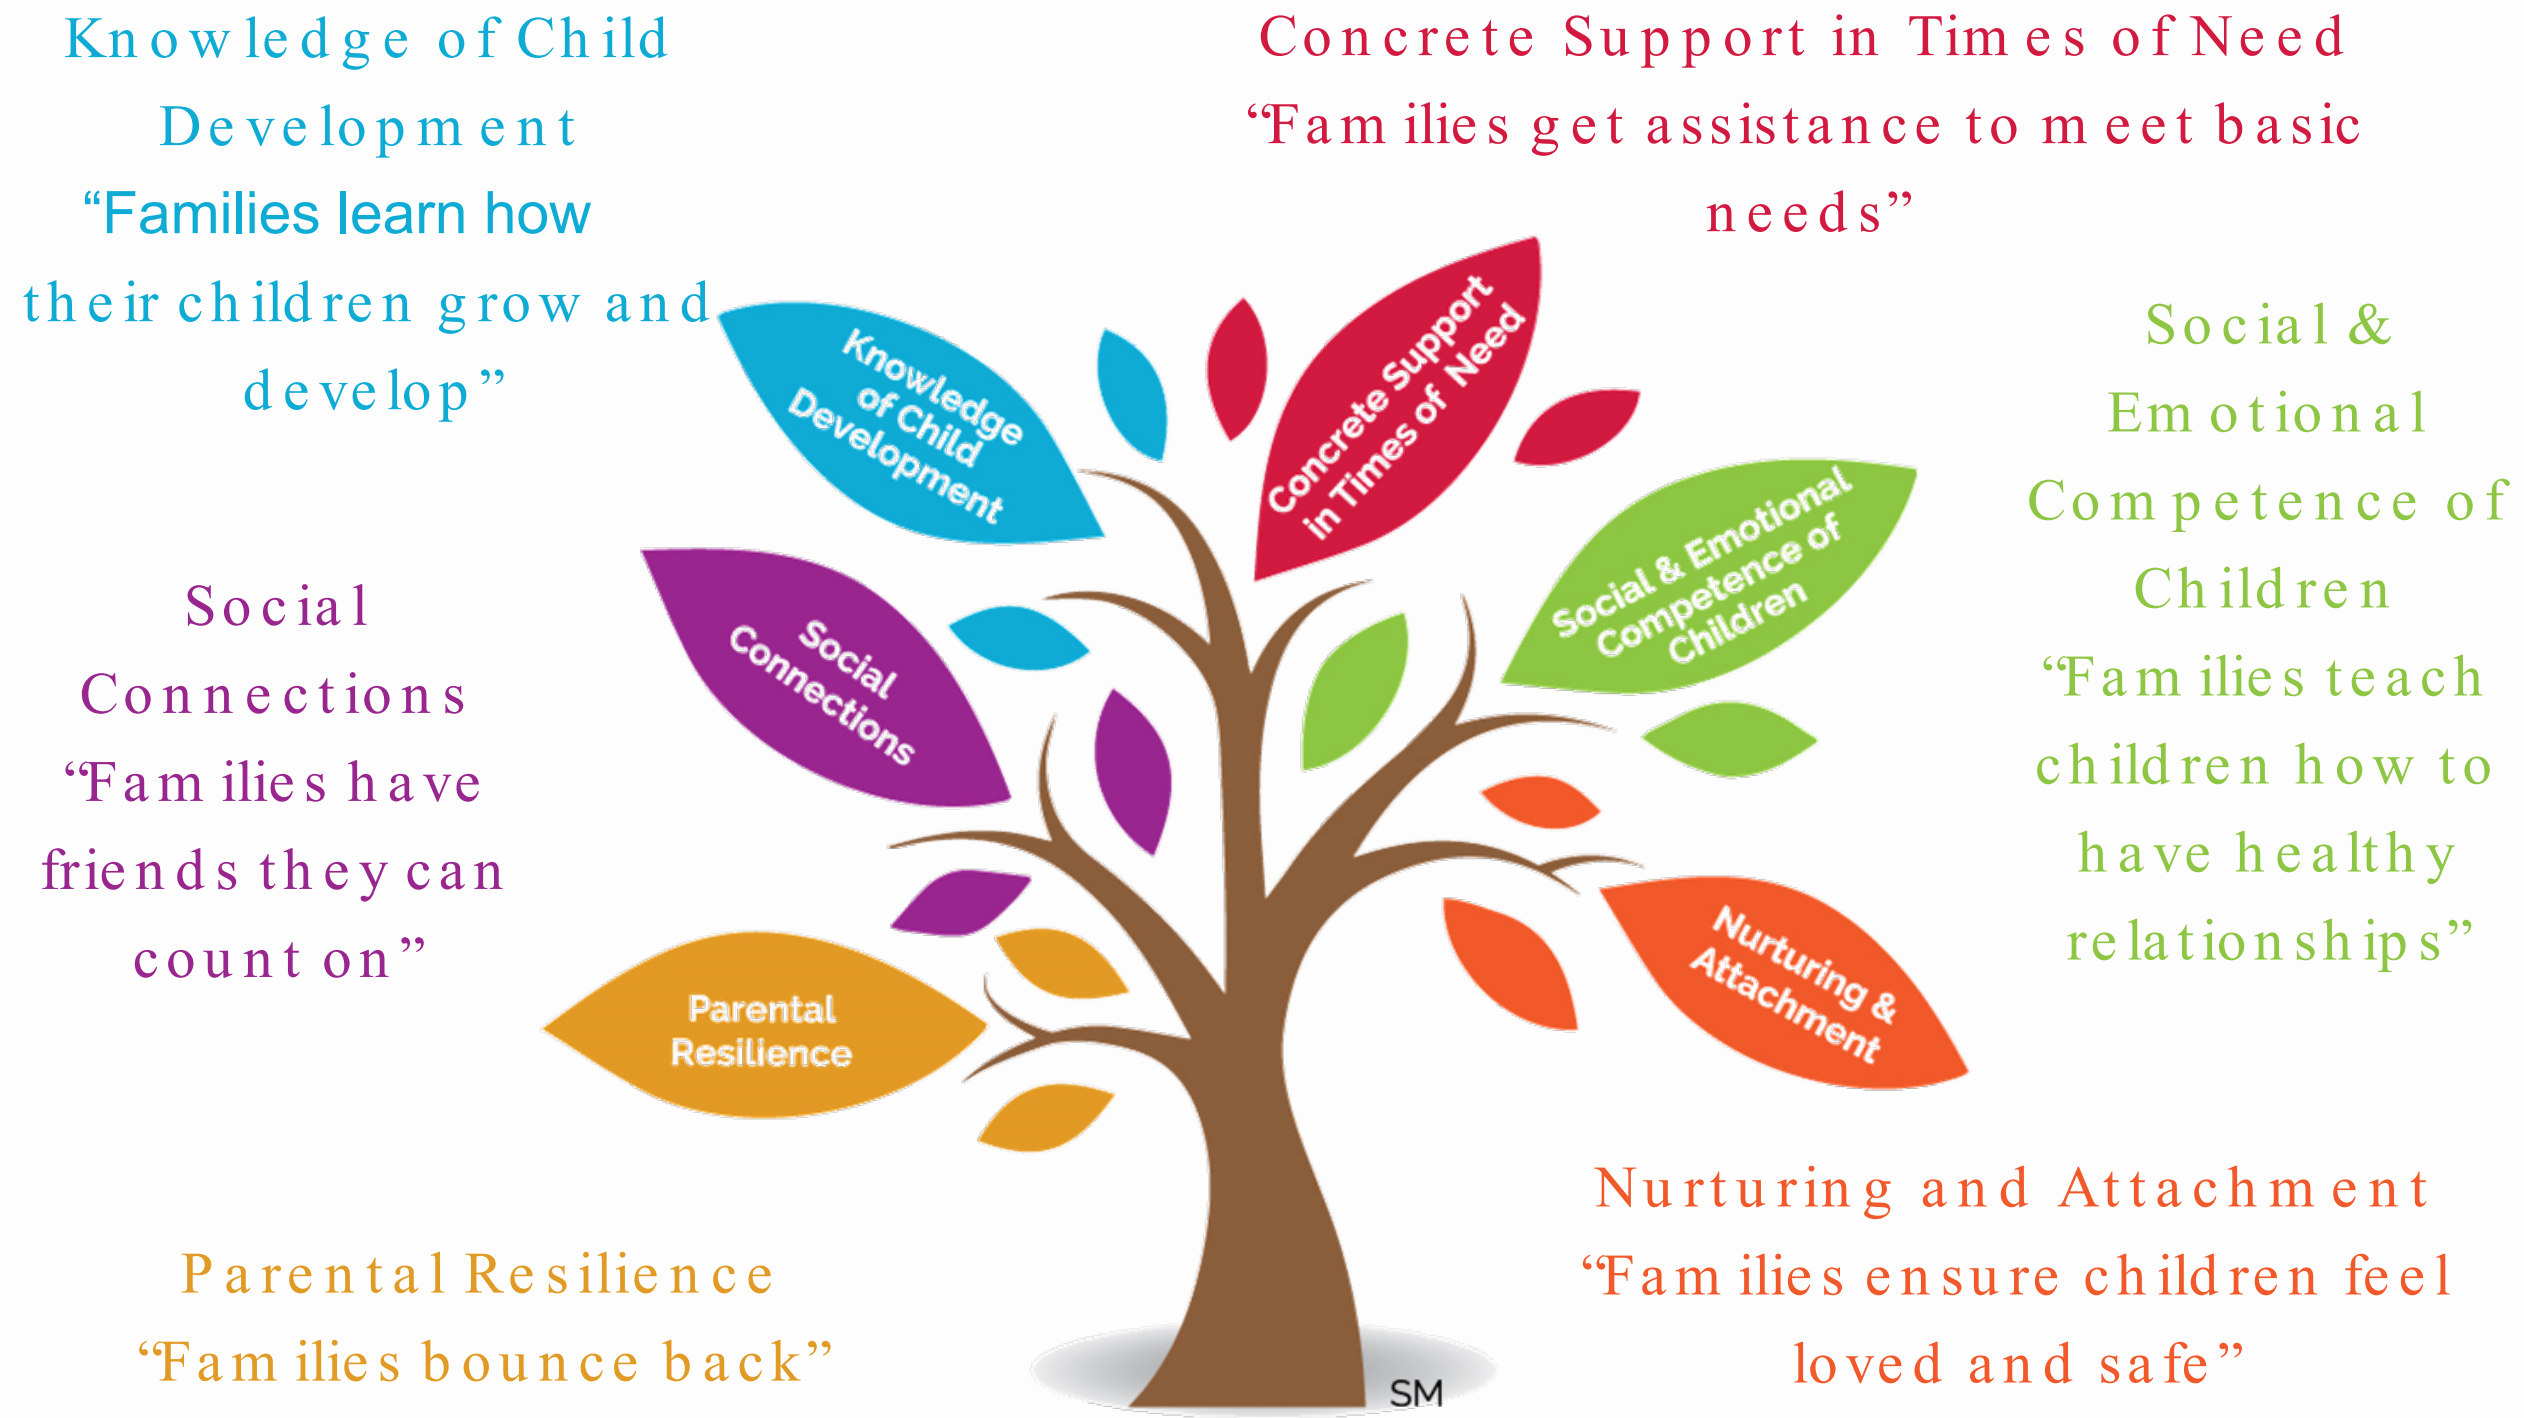 Knowledge of Child
Development
“Families learn how
their children grow and
develop”
Concrete Support in Times of Need
“Families get assistance to meet basic
needs”
Social &
Emotional
Competence of
Children
“Families teach
children how to
have healthy
relationships”
Social
Connections
“Families have
friends they can
count on”
Parental Resilience
“Families bounce back”
Nurturing and Attachment
“Families ensure children feel
loved and safe”
Knowledge
of Child
Development
Concrete Support
in Times of Need
Social & Emotional
Competence of
Children
Social
Connections
Parental
Resilience
Nurturing &
Attachment
SM